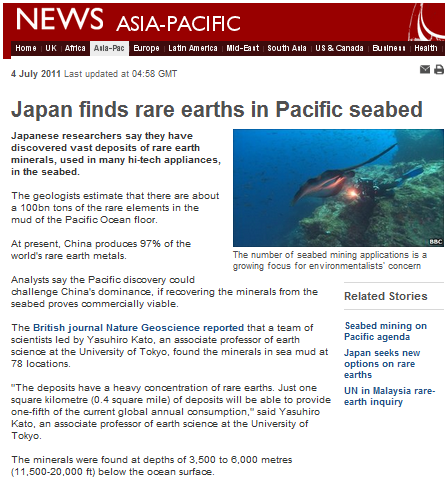 NEWS ASIA-PACIFIC
Home UK Africa Asia-Pac Europe Latin America Mid-East South Asia US & Canada Business Health
4 July 2011 Last updated at 04:58 GMT
Japan finds rare earths in Pacific seabed
Japanese researchers say they have
discovered vast deposits of rare earth
minerals, used in many hi-tech appliances,
in the seabed.
The geologists estimate that there are about
a 100bn tons of the rare elements in the
mud of the Pacific Ocean floor.
At present, China produces 97% of the
world's rare earth metals.
BBC
The number of seabed mining applications is a
growing focus for environmentalists' concern
Analysts say the Pacific discovery could
challenge China's dominance, if recovering the minerals from the
seabed proves commercially viable.
The British journal Nature Geoscience reported that a team of
scientists led by Yasuhiro Kato, an associate professor of earth
science at the University of Tokyo, found the minerals in sea mud at
78 locations.
"The deposits have a heavy concentration of rare earths. Just one
square kilometre (0.4 square mile) of deposits will be able to provide
one-fifth of the current global annual consumption," said Yasuhiro
Kato, an associate professor of earth science at the University of
Tokyo.
The minerals were found at depths of 3,500 to 6,000 metres
(11,500-20,000 ft) below the ocean surface.
Related Stories
Seabed mining on
Pacific agenda
Japan seeks new
options on rare
earths
UN in Malaysia rare-
earth inquiry